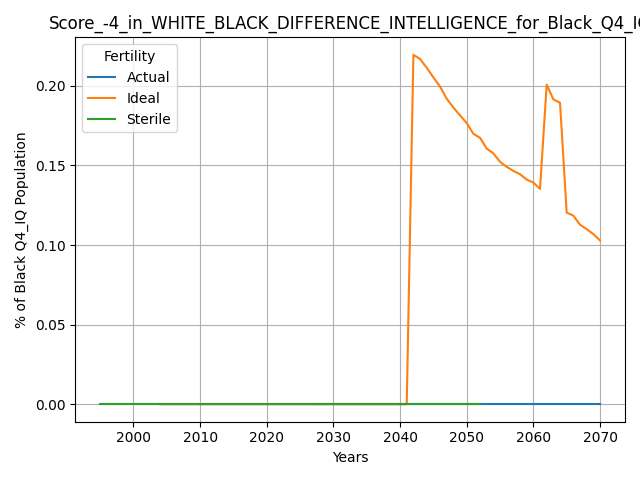 Score_-4_in_WHITE_BLACK_DIFFERENCE_INTELLIGENCE_for_Black_Q4_IQ
Fertility
Actual
Ideal
Sterile
% of Black Q4_IQ Population
0.20
0.15
0.10
0.05
0.00
2000 2010 2020 2030 2040 2050 2060 2070
Years